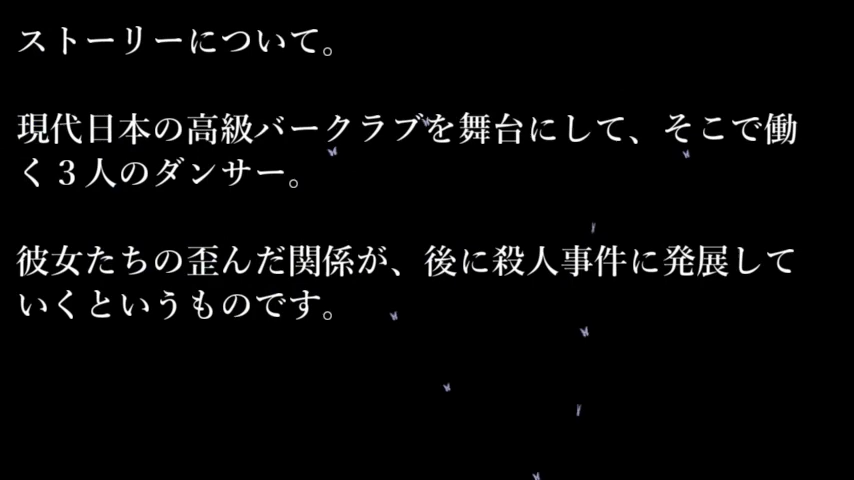 ストーリーについて。
現代日本の高級バークラブを舞台にして、そこで働
く３人のダンサー。
彼女たちの歪んだ関係が、後に殺人事件に発展して
いくというものです。